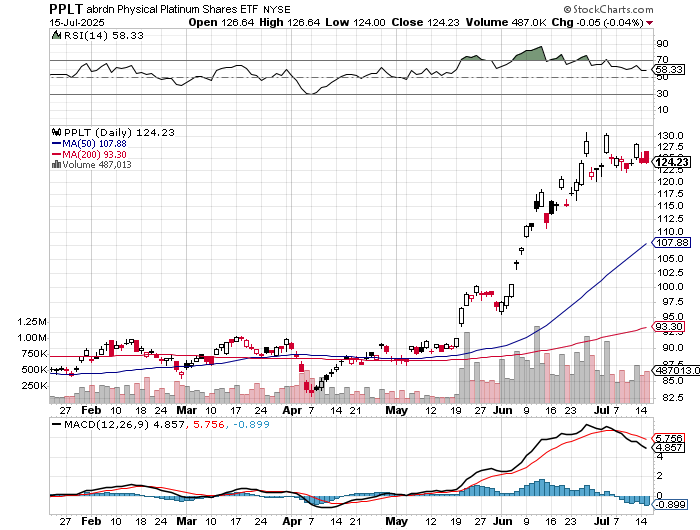 PPLT abrdn Physical Platinum Shares ETF NYSE © StockCharts.com
15-Jul-2025 Open 126.64 High 126.64 Low 124.00 Close 124.23 Volume 487.0K Chg -0.05 (-0.04%)
RSI(14) 58.33
90
70
58.33
50
30
10
PPLT (Daily) 124.23
MA(50) 107.88
MA(200) 93.30
Volume 487,013
130.0
127.5
124.23
122.5
120.0
117.5
115.0
112.5
110.0
107.88
105.0
102.5
100.0
97.5
95.0
93.30
90.0
87.5
487013.0
85.0
82.5
1.25M
1.00M
750K
500K
250K
27 Feb 10 18 24 Mar 10 17 24 Apr 7 14 21 May 12 19 27 Jun 9 16 23 Jul 7 14
MACD(12,26,9) 4.857, 5.756, -0.899
5.756
4.857
4
2
0
-0.899
27 Feb 10 18 24 Mar 10 17 24 Apr 7 14 21 May 12 19 27 Jun 9 16 23 Jul 7 14